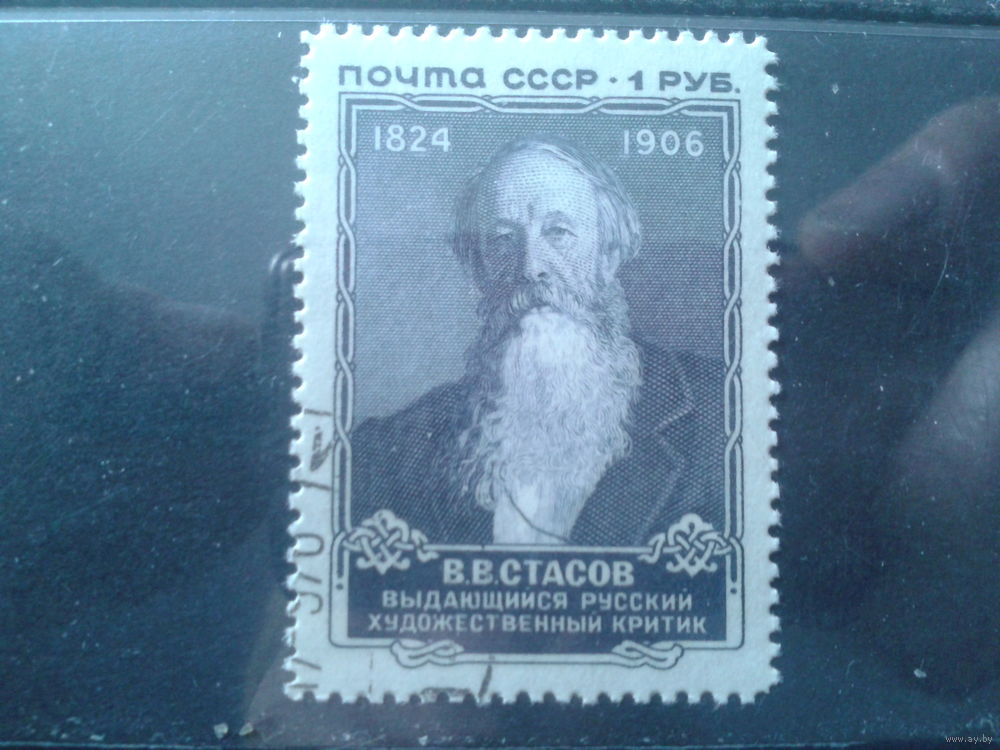 почта СССР · 1 РУБ.
1824 1906
В.В.СТАСОВ
ВЫДАЮЩИЙСЯ РУССКИЙ
ХУДОЖЕСТВЕННЫЙ КРИТИК
www.ay.by